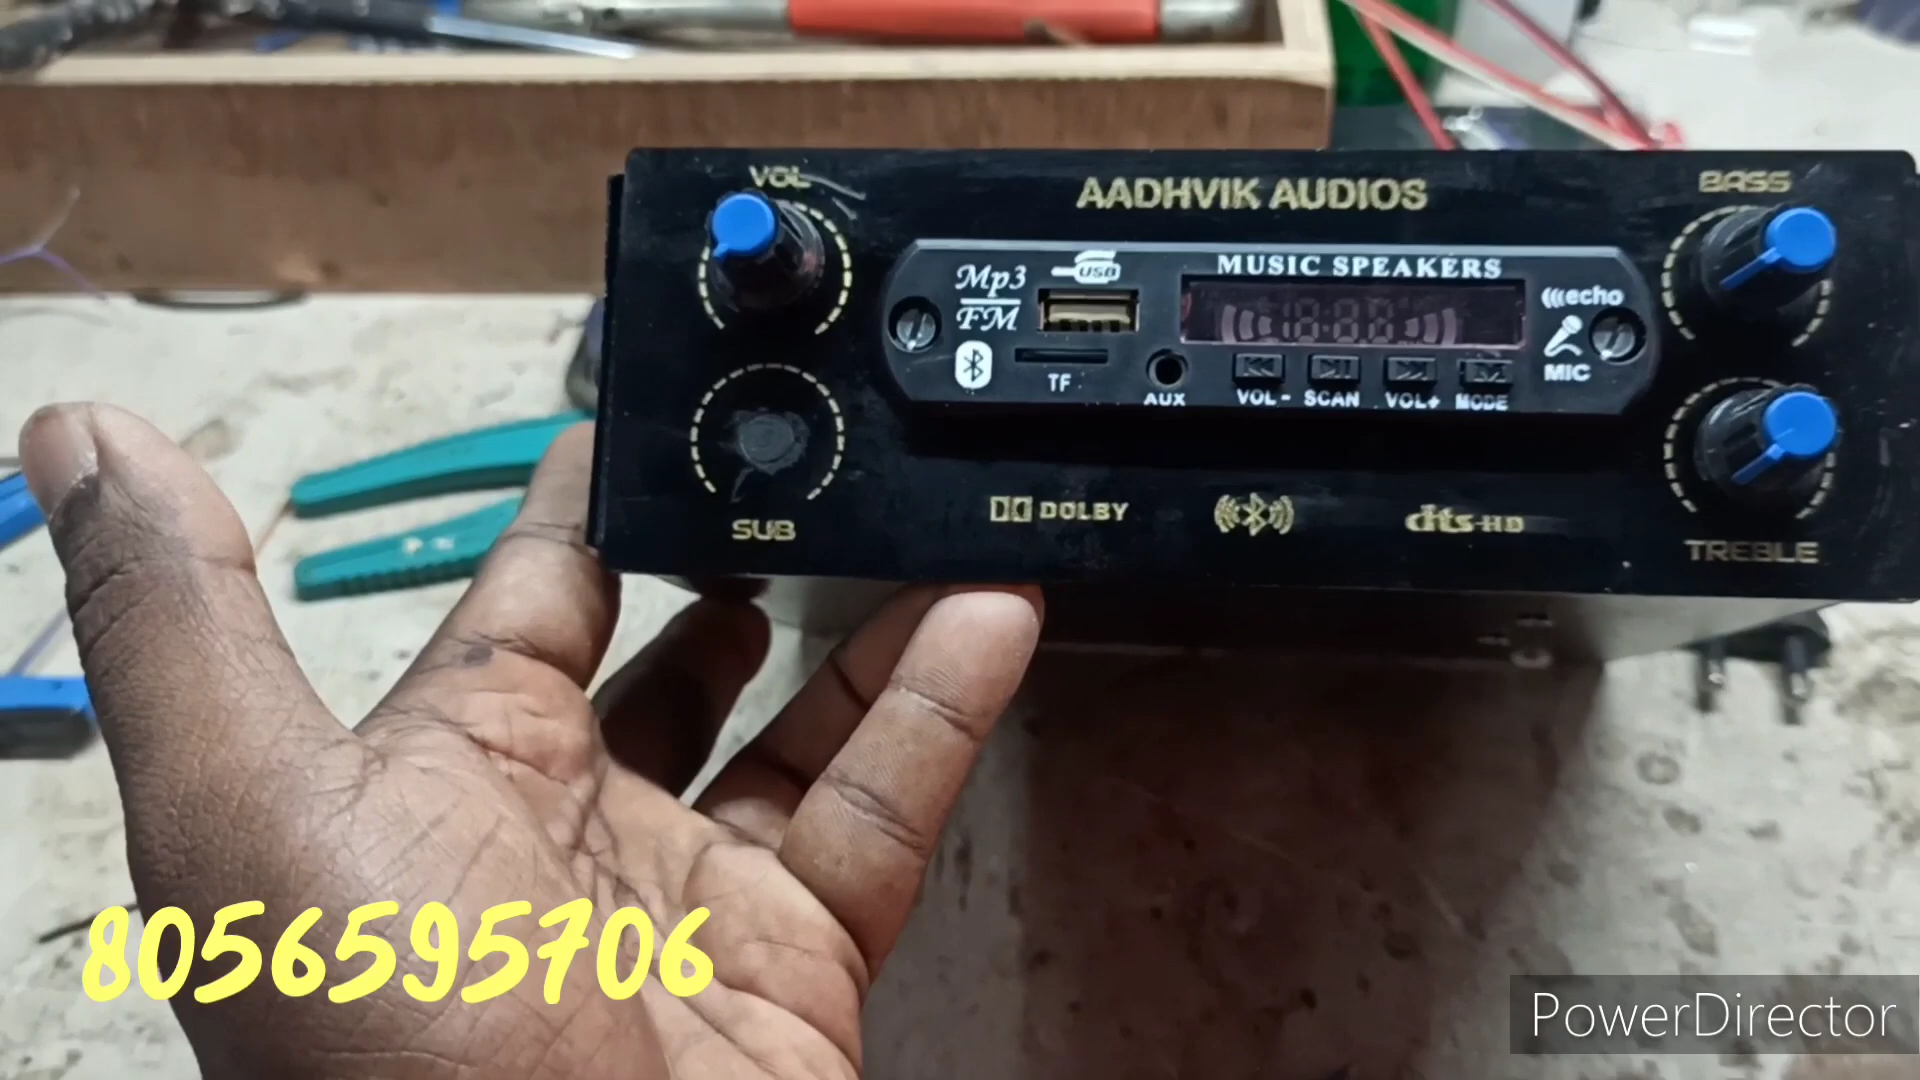 VOL
AADHVIK AUDIOS
BASS
Mp3
FM
USB
MUSIC SPEAKERS
echo
MIC
TF
AUX
VOL-
SCAN
VOL+
MODE
M
SUB
DOLBY
dts-HD
TREBLE
8056595706
PowerDirector